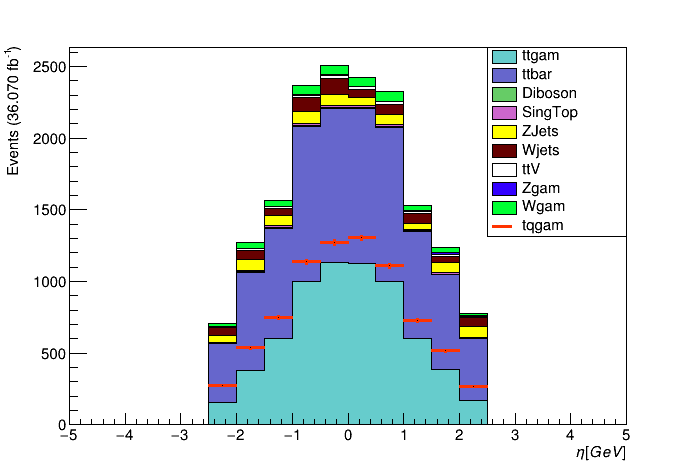 Events (36.070 fb⁻¹)
2500
2000
1500
1000
500
0
−5 −4 −3 −2 −1 0 1 2 3 4 5
η[GeV]
ttgam
ttbar
Diboson
SingTop
ZJets
Wjets
ttV
Zgam
Wgam
tqgam